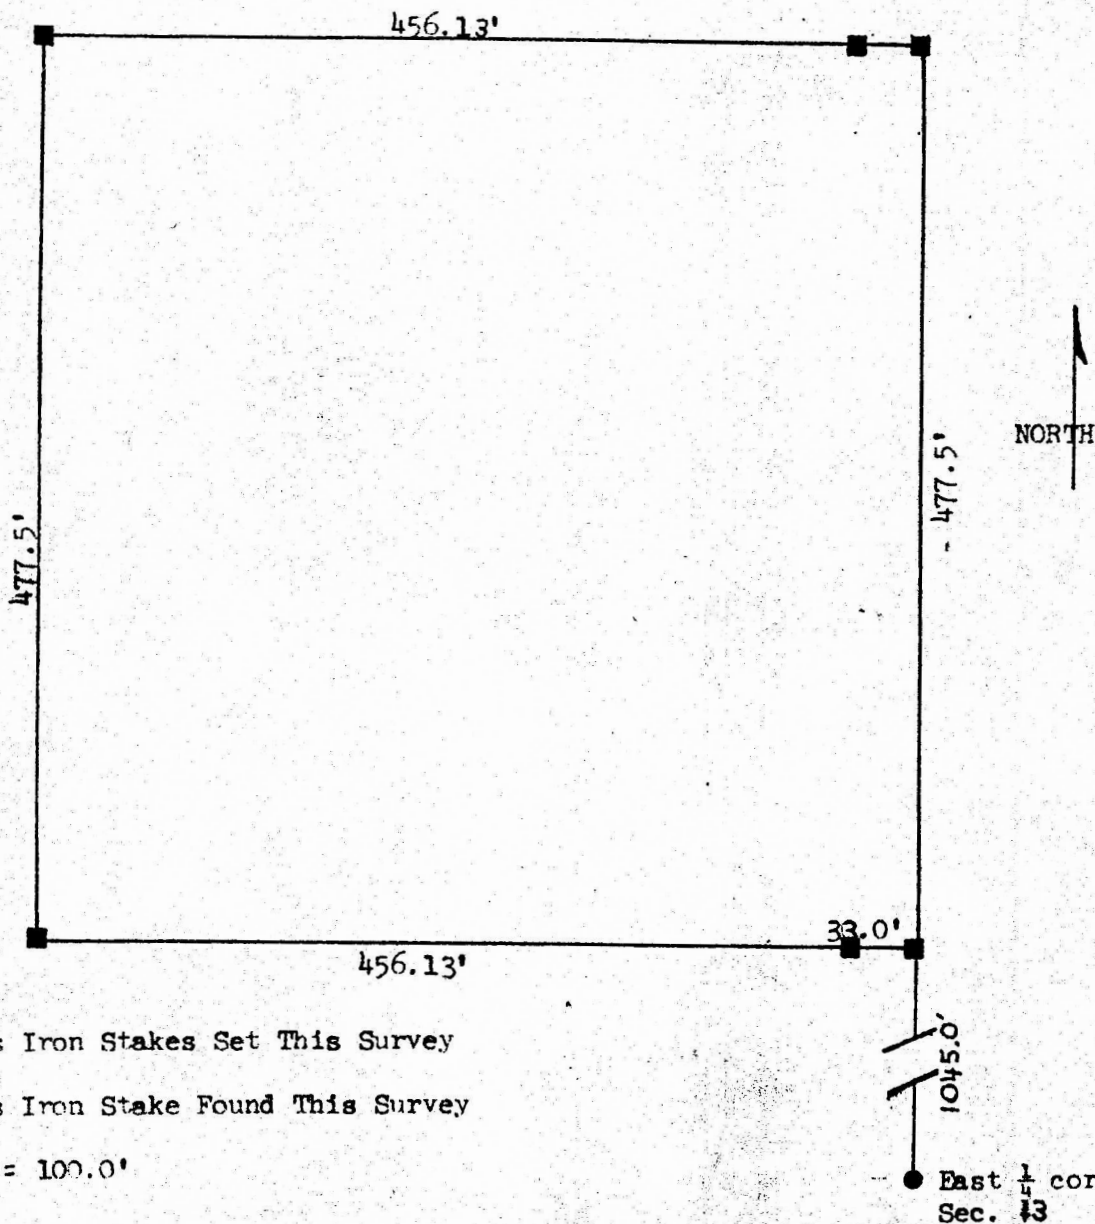 456.13'
NORTH
477.5'
477.5'
33.0'
456.13'
Iron Stakes Set This Survey
1045.0'
Iron Stake Found This Survey
= 100.0'
East 1/4 cor
Sec.